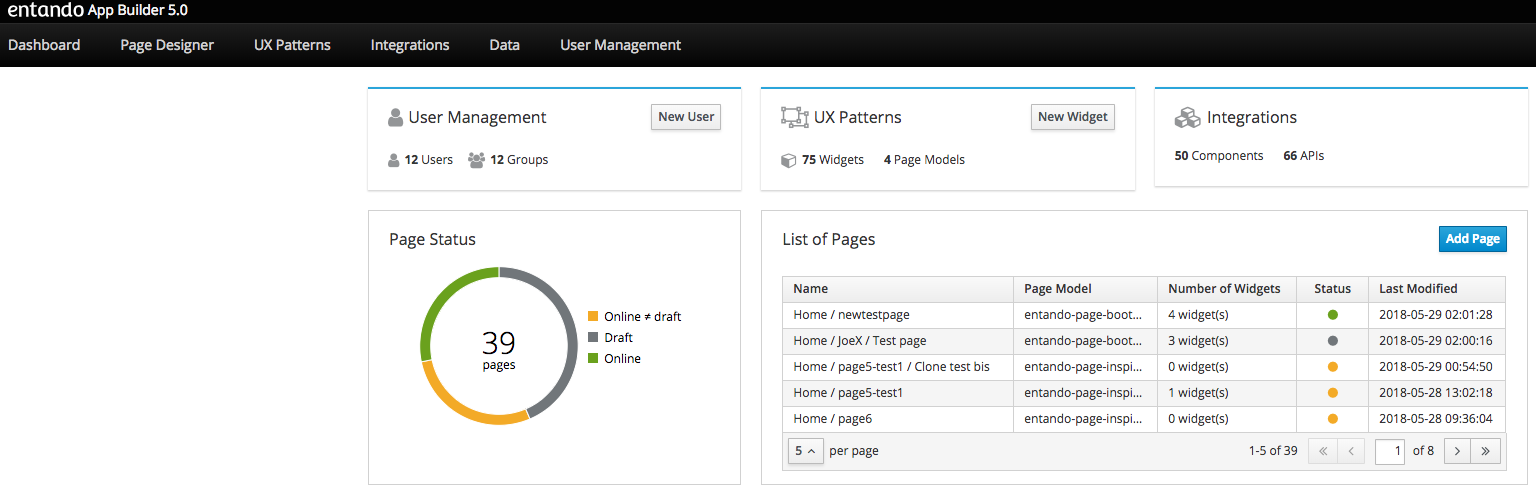 entando App Builder 5.0
Dashboard Page Designer UX Patterns Integrations Data User Management
User Management New User
12 Users 12 Groups
UX Patterns New Widget
75 Widgets 4 Page Models
Integrations
50 Components 66 APIs
Page Status
39
pages
Online ≠ draft
Draft
Online
List of Pages Add Page
Name Page Model Number of Widgets Status Last Modified
Home / newtestpage entando-page-boot... 4 widget(s) 2018-05-29 02:01:28
Home / JoeX / Test page entando-page-boot... 3 widget(s) 2018-05-29 02:00:16
Home / page5-test1 / Clone test bis entando-page-inspi... 0 widget(s) 2018-05-29 00:54:50
Home / page5-test1 entando-page-inspi... 1 widget(s) 2018-05-28 13:02:18
Home / page6 entando-page-inspi... 0 widget(s) 2018-05-28 09:36:04
5 per page 1-5 of 39 1 of 8